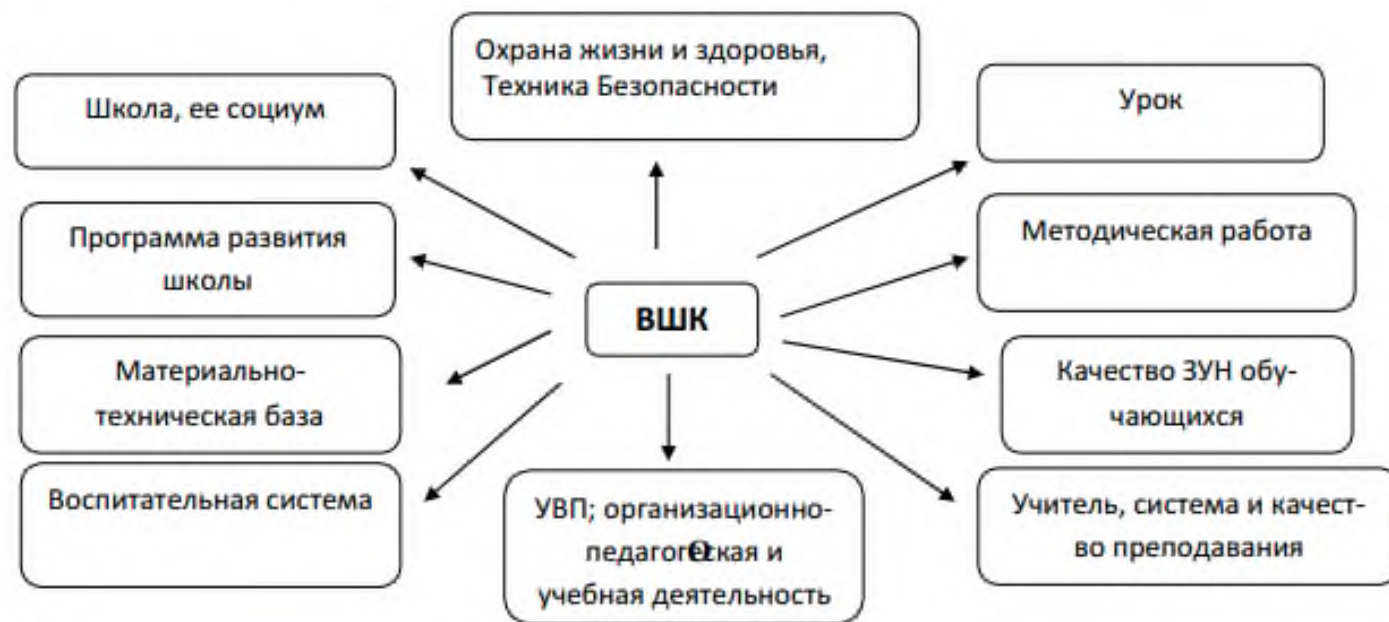 Охрана жизни и здоровья,
Техника Безопасности
Школа, ее социум
Урок
Программа развития
школы
Методическая работа
ВШК
Материально-
техническая база
Качество ЗУН обу-
чающихся
Воспитательная система
УВП; организационно-
педагогическая и
учебная деятельность
Учитель, система и качест-
во преподавания